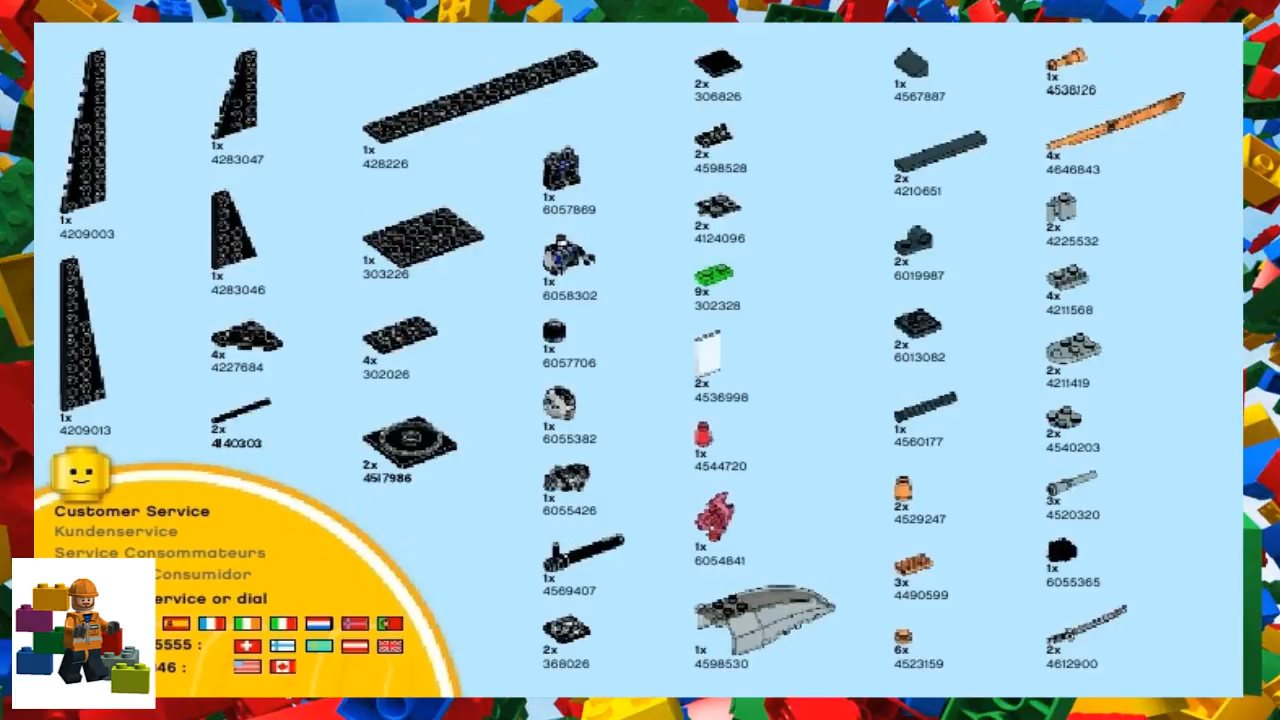 1x
4209003
1x
4209013
1x
4283047
1x
4283046
4x
4227684
2x
4140303
1x
428226
1x
303226
4x
302026
2x
4517986
1x
6057869
1x
6058302
1x
6057706
1x
6055382
1x
6055426
1x
4569407
2x
368026
2x
306826
2x
4598528
2x
4124096
9x
302328
2x
4536998
1x
4544720
1x
6054841
1x
4598530
1x
4567887
2x
4210651
2x
6019987
2x
6013082
1x
4560177
2x
4529247
3x
4490599
6x
4523159
1x
4538126
4x
4646843
2x
4225532
4x
4211568
2x
4211419
2x
4540203
3x
4520320
1x
6055365
2x
4612900
Customer Service
Kundenservice
Service Consommateurs
Consumidor
ervice or dial
5555 :
46 :